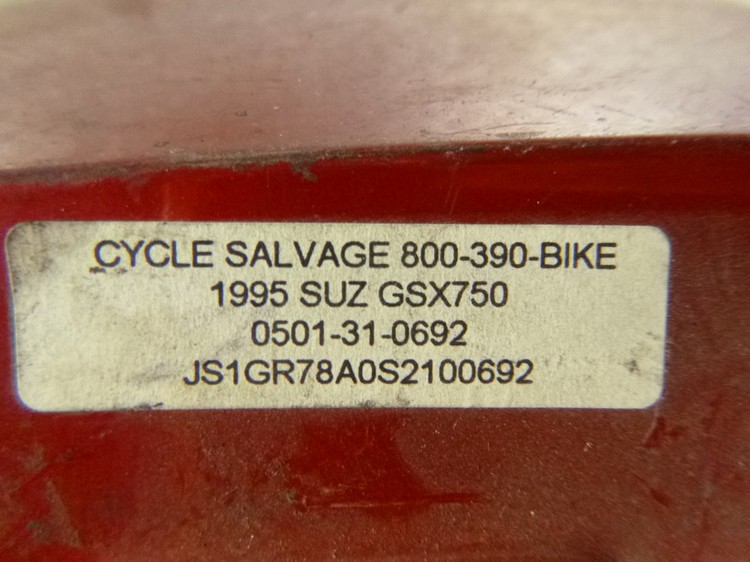 CYCLE SALVAGE 800-390-BIKE
1995 SUZ GSX750
0501-31-0692
JS1GR78A0S2100692